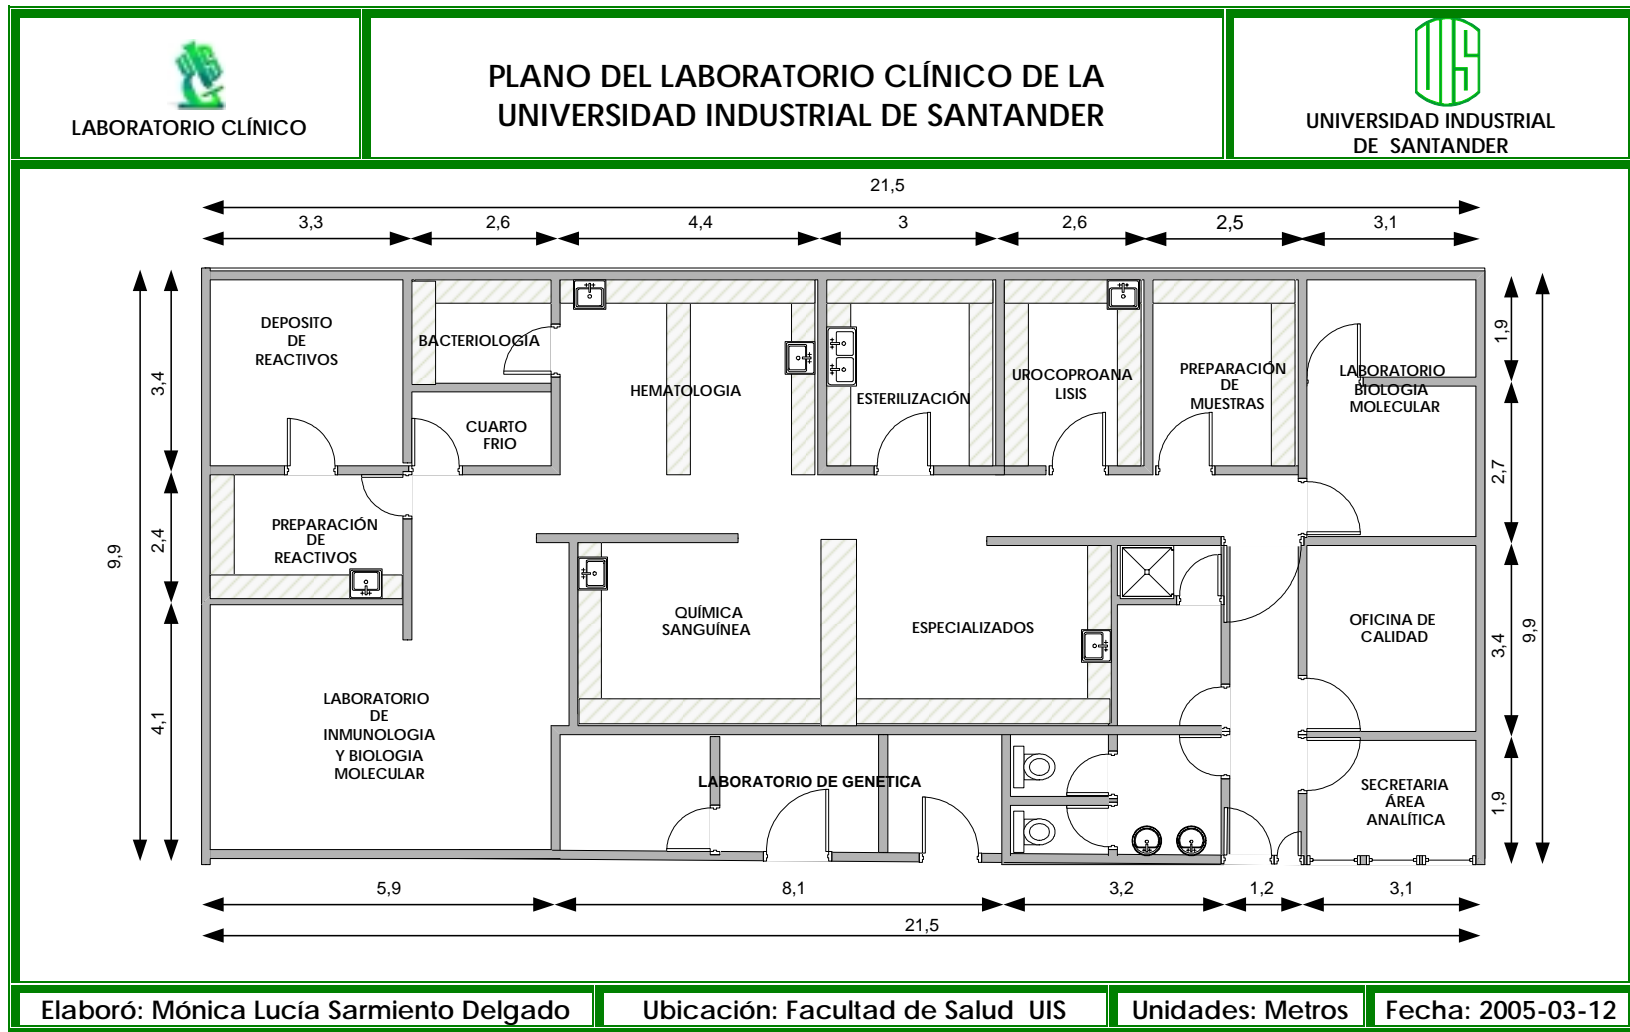 LABORATORIO CLÍNICO
PLANO DEL LABORATORIO CLÍNICO DE LA
UNIVERSIDAD INDUSTRIAL DE SANTANDER
UIS
UNIVERSIDAD INDUSTRIAL
DE SANTANDER
21,5
3,3
2,6
4,4
3
2,6
2,5
3,1
9,9
3,4
2,4
4,1
DEPOSITO
DE
REACTIVOS
BACTERIOLOGIA
CUARTO
FRIO
HEMATOLOGIA
ESTERILIZACIÓN
UROCOPROANA
LISIS
PREPARACIÓN
DE
MUESTRAS
LABORATORIO
BIOLOGIA
MOLECULAR
PREPARACIÓN
DE
REACTIVOS
QUÍMICA
SANGUÍNEA
ESPECIALIZADOS
OFICINA DE
CALIDAD
LABORATORIO
DE
INMUNOLOGIA
Y BIOLOGIA
MOLECULAR
LABORATORIO DE GENETICA
SECRETARIA
ÁREA
ANALÍTICA
1,9
2,7
3,4
1,9
9,9
5,9
8,1
3,2
1,2
3,1
21,5
Elaboró: Mónica Lucía Sarmiento Delgado
Ubicación: Facultad de Salud UIS
Unidades: Metros
Fecha: 2005-03-12